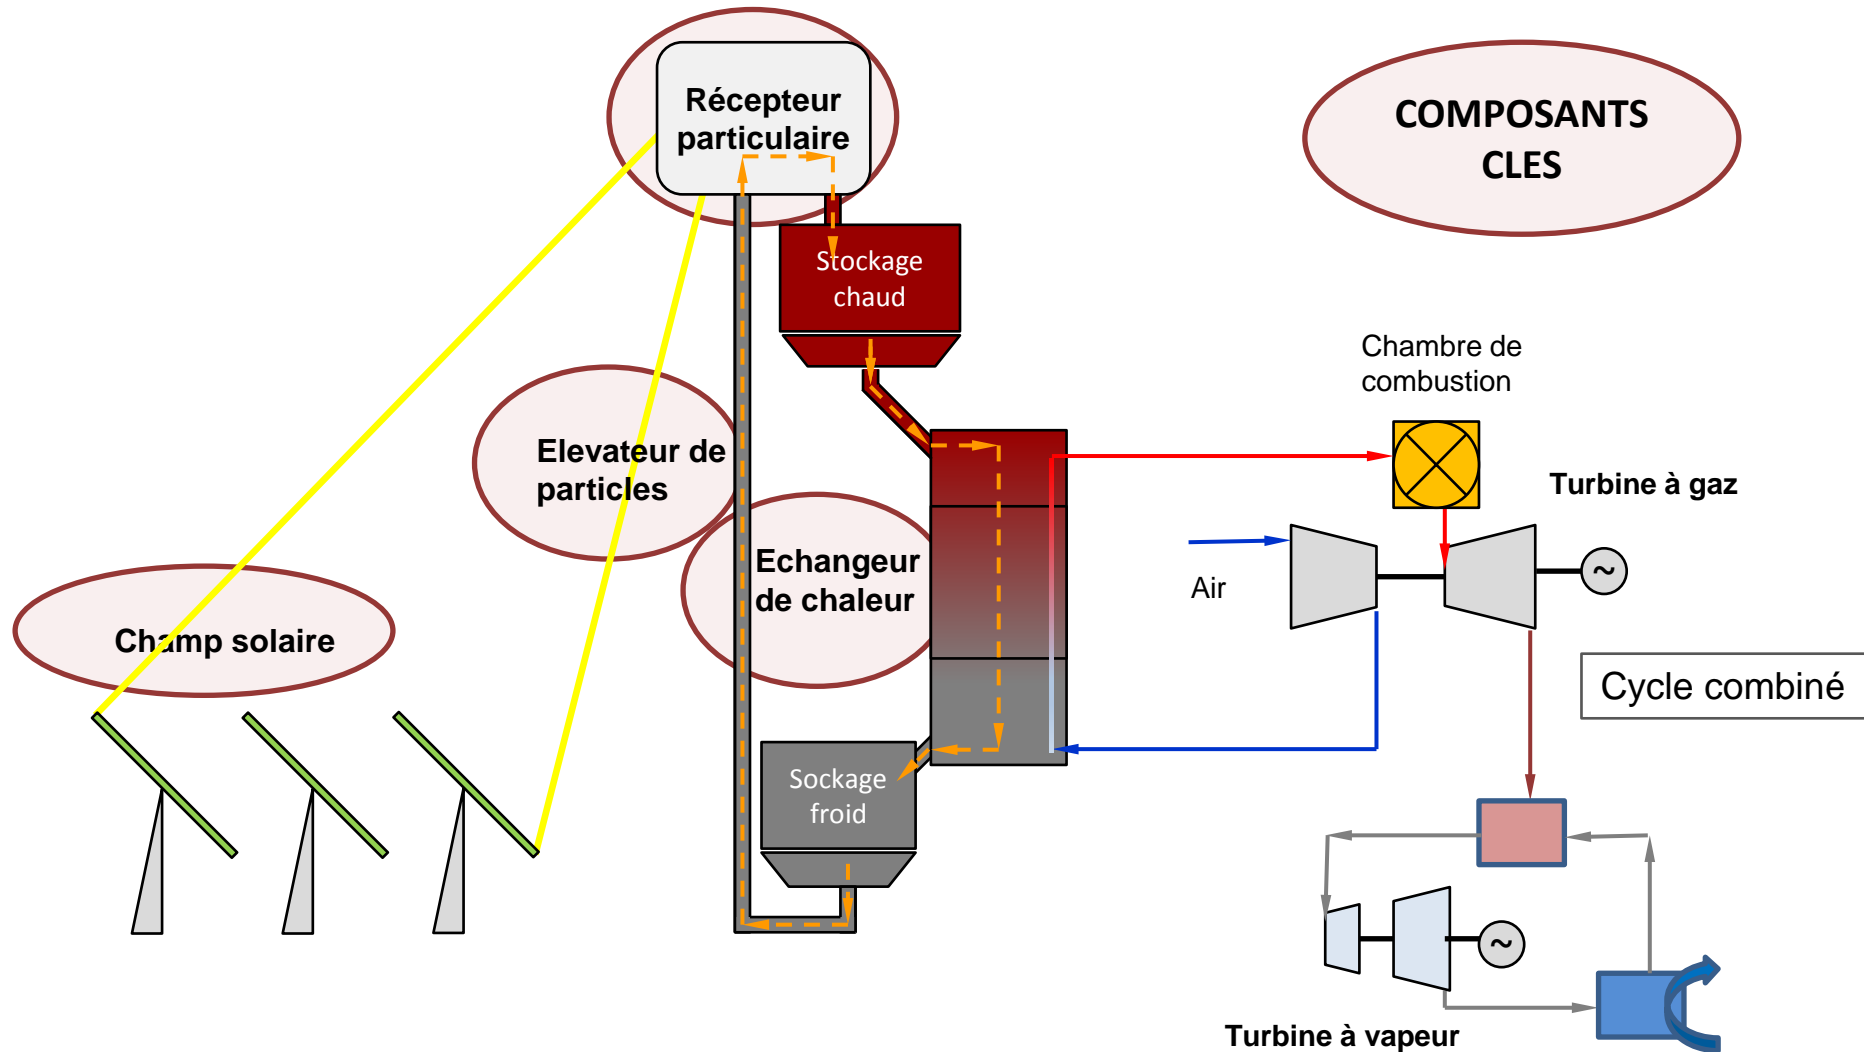 Récepteur
particulaire
COMPOSANTS
CLES
Stockage
chaud
Chambre de
combustion
Elevateur de
particles
Turbine à gaz
Echangeur
de chaleur
Air
Champ solaire
Cycle combiné
Sockage
froid
~
~
Turbine à vapeur